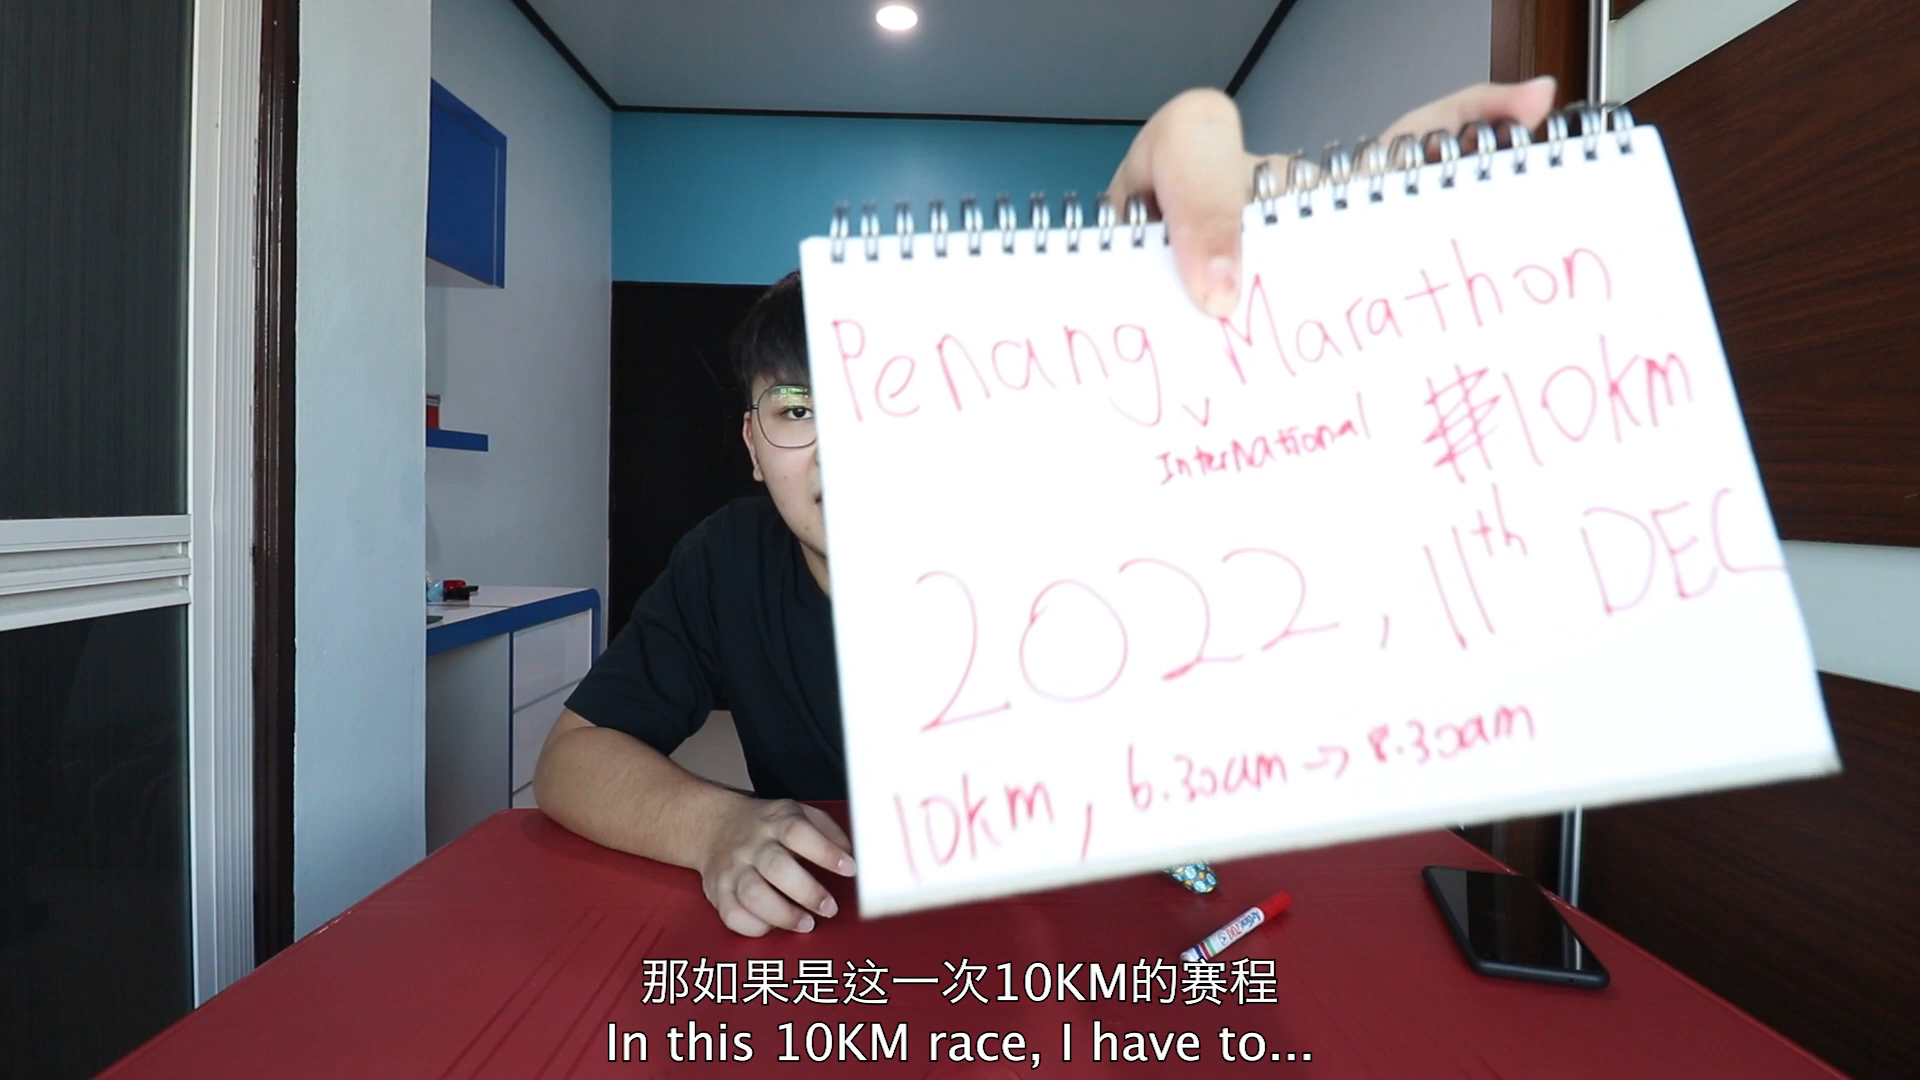 Penang Marathon
International #10km
2022, 11th DEC
10km, 6.30am -> 8.30am
那如果是这一次10KM的赛程
In this 10KM race, I have to...